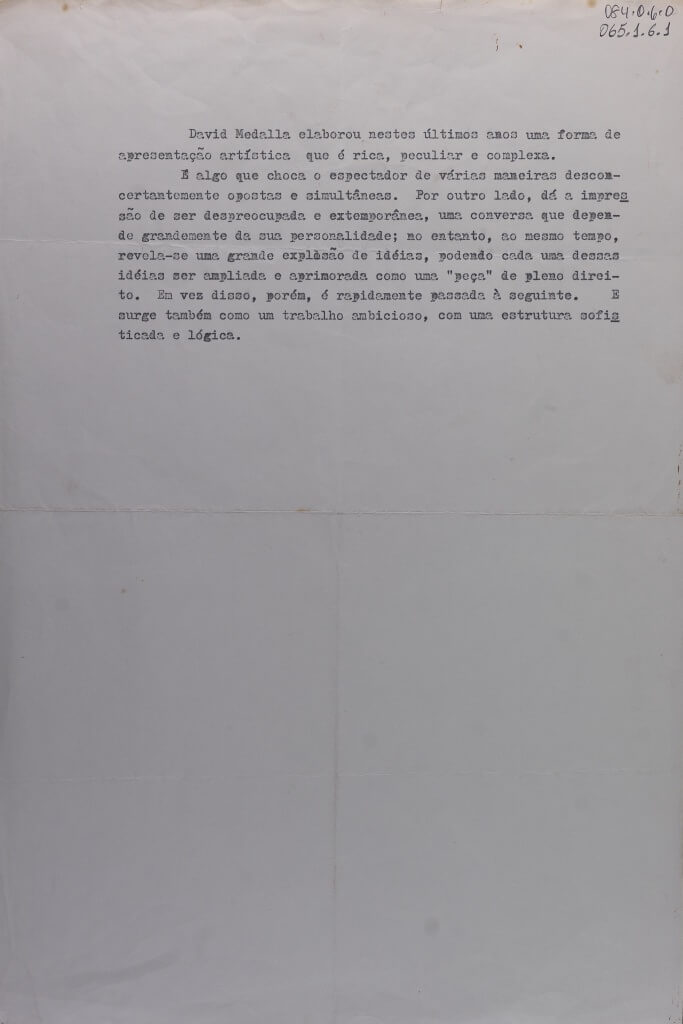 084.0.6.0
065.1.6.1
David Medalla elaborou nestes últimos anos uma forma de
apresentação artística que é rica, peculiar e complexa.
É algo que choca o espectador de várias maneiras descon-
certantemente opostas e simultâneas. Por outro lado, dá a impres
são de ser despreocupada e extemporânea, uma conversa que depen-
de grandemente da sua personalidade; no entanto, ao mesmo tempo,
revela-se uma grande explosão de idéias, podendo cada uma dessas
idéias ser ampliada e aprimorada como uma "peça" de pleno direi-
to. Em vez disso, porém, é rapidamente passada à seguinte. E
surge também como um trabalho ambicioso, com uma estrutura sofis
ticada e lógica.